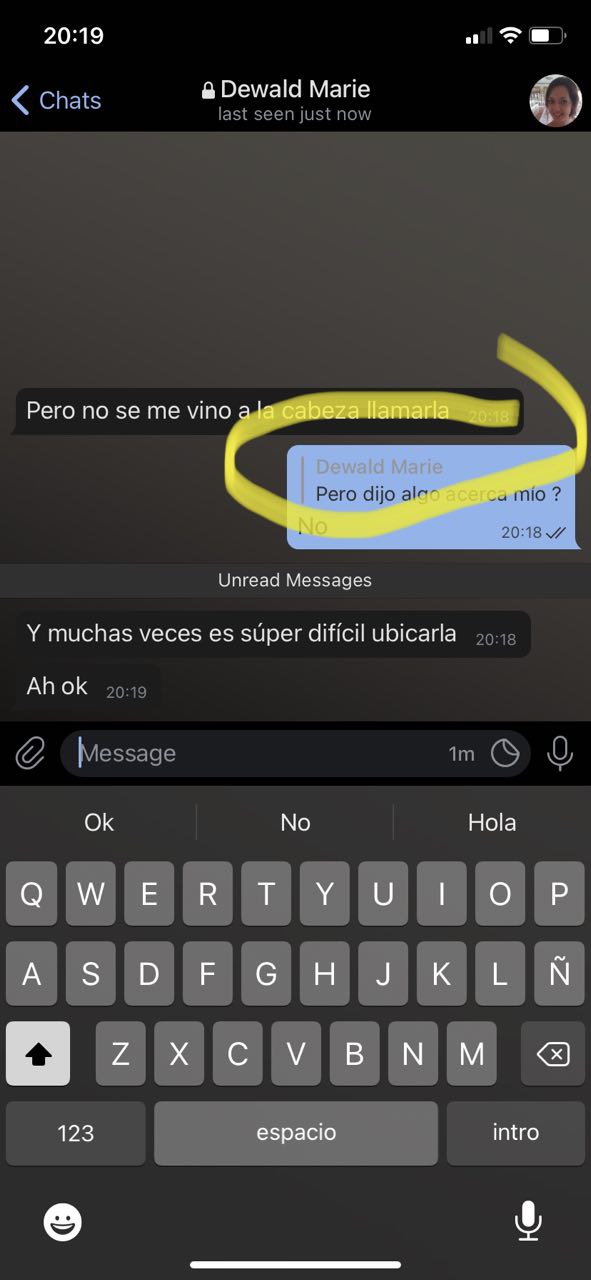 20:19
Chats
Dewald Marie
last seen just now
Pero no se me vino a la cabeza llamarla 20:18
Dewald Marie
Pero dijo algo acerca mío ?
No 20:18
Unread Messages
Y muchas veces es súper difícil ubicarla 20:18
Ah ok 20:19
Message 1m
Ok No Hola
Q W E R T Y U I O P
A S D F G H J K L Ñ
Z X C V B N M
123 espacio intro